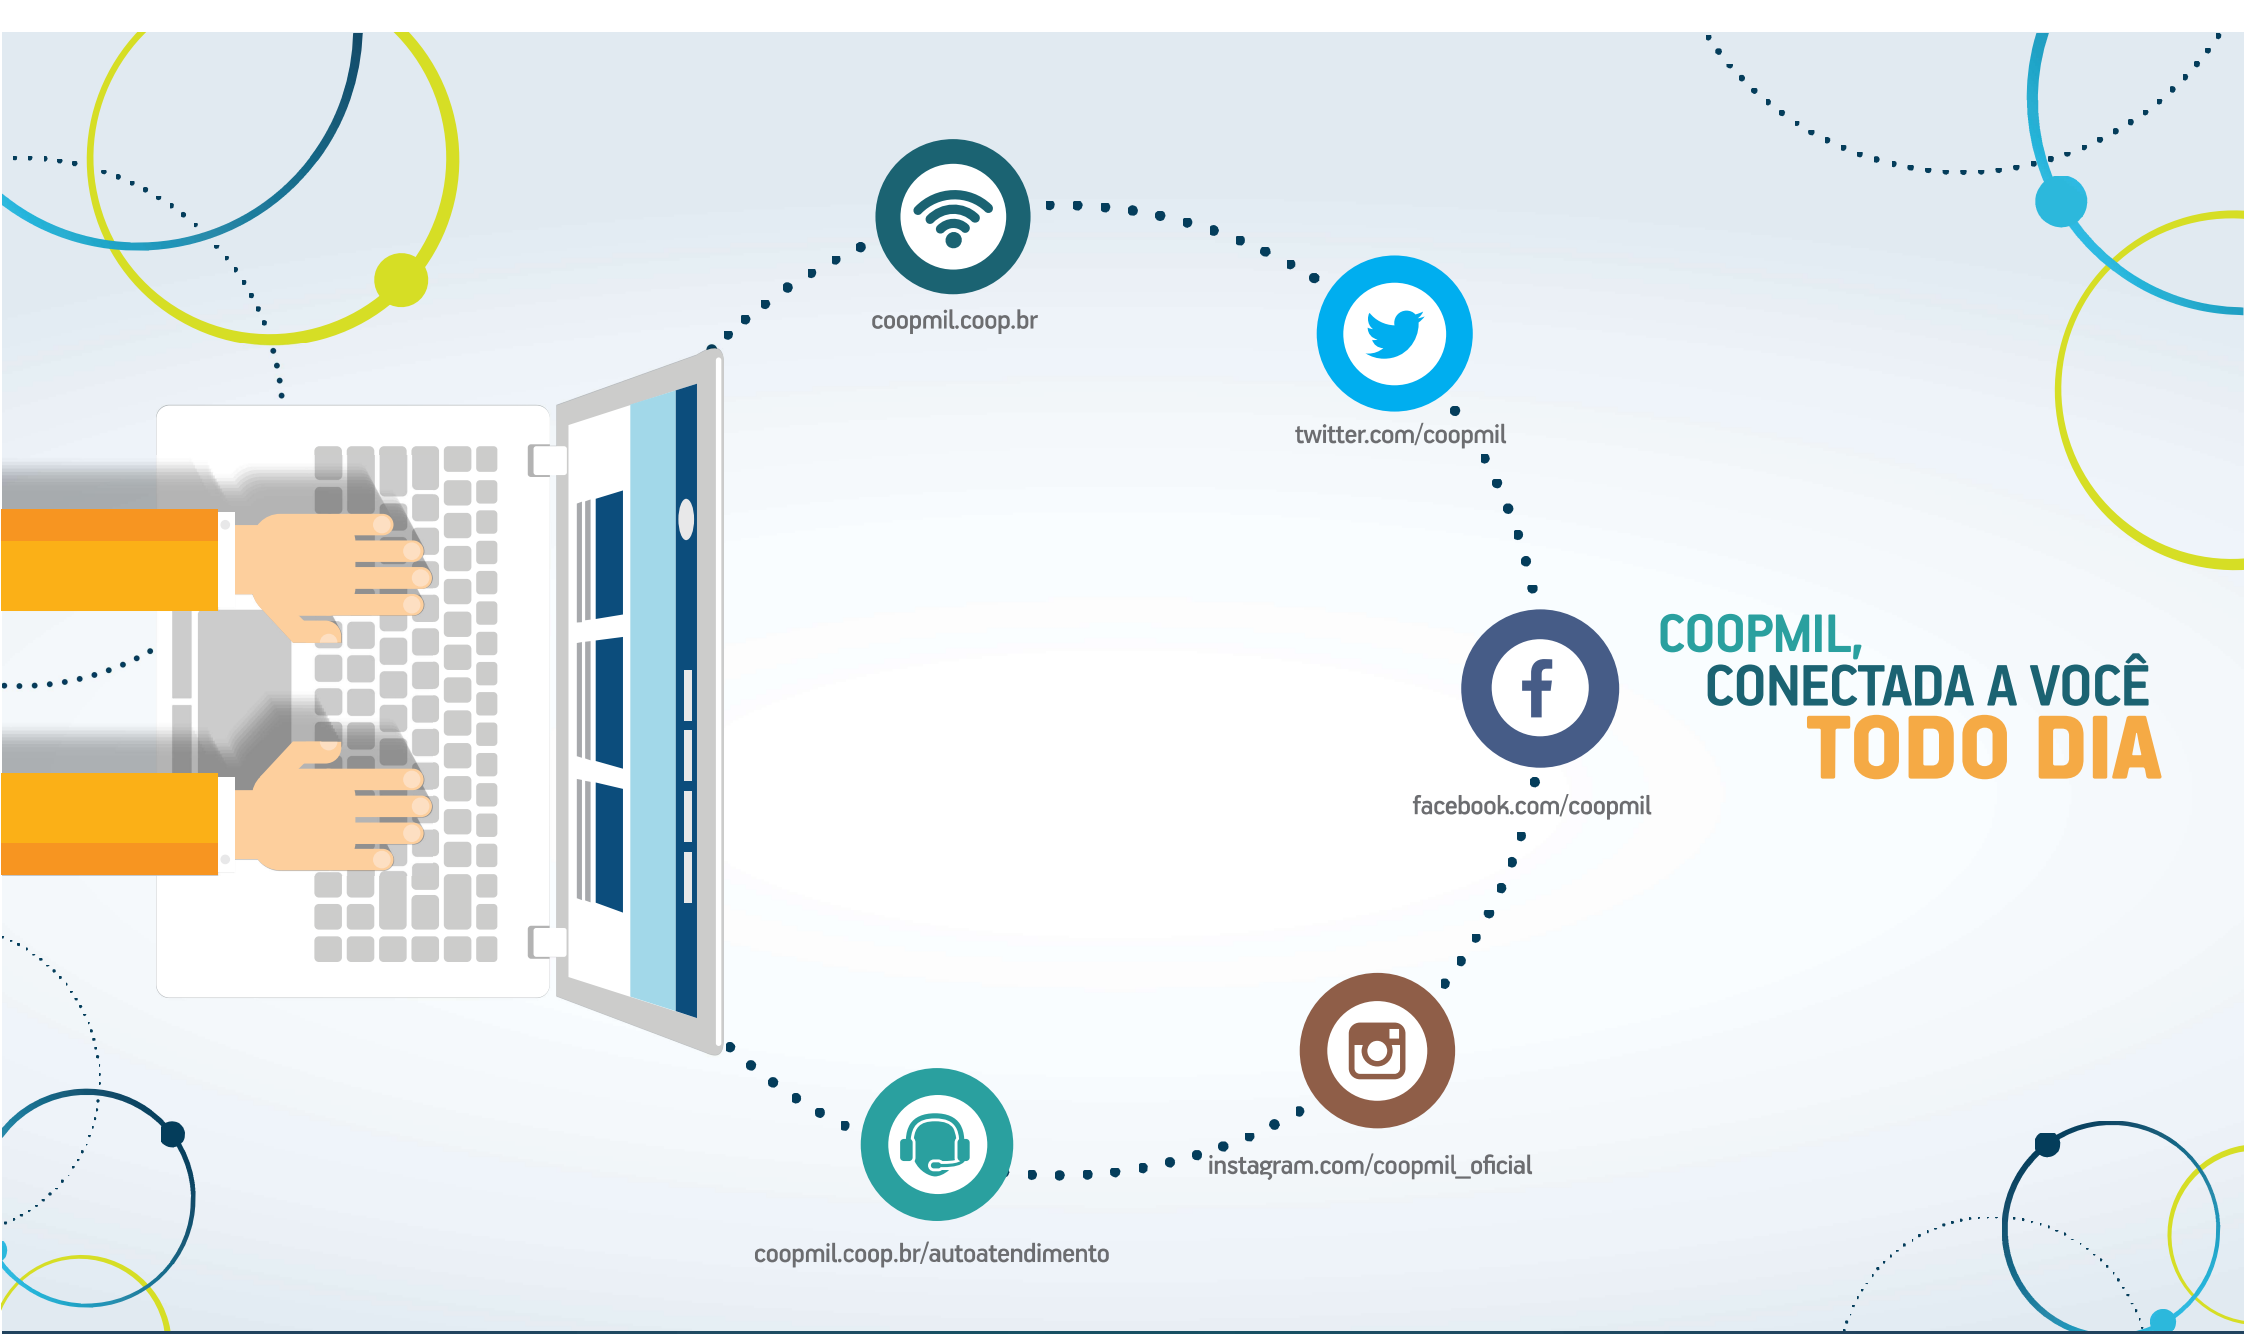 coopmil.coop.br
twitter.com/coopmil
facebook.com/coopmil
COOPMIL,
CONECTADA A VOCÊ
TODO DIA
instagram.com/coopmil_oficial
coopmil.coop.br/autoatendimento